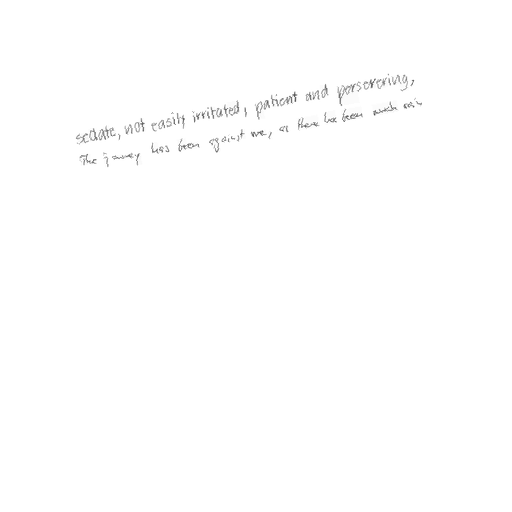 sedate, not easily irritated, patient and persevering,
The journey has been against me, as there has been much rain